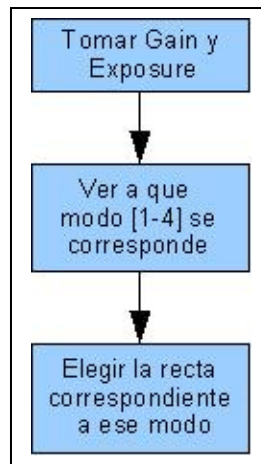 Tomar Gain y
Exposure
Ver a que
modo [1-4] se
corresponde
Elegir la recta
correspondiente
a ese modo